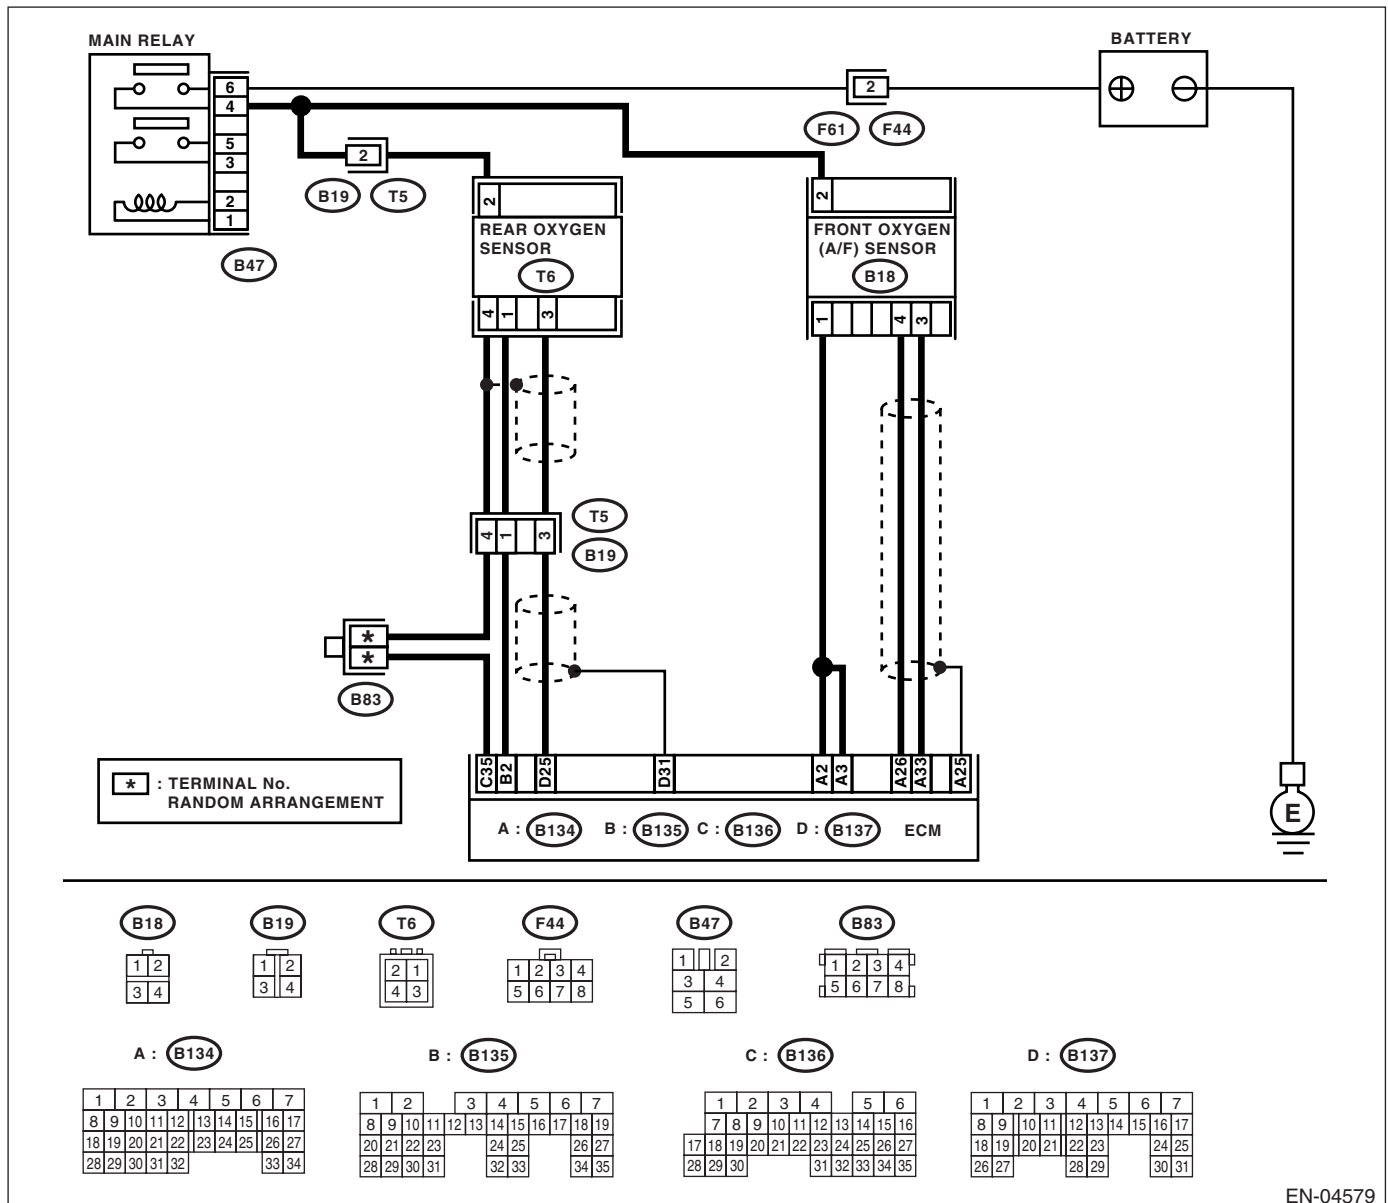 MAIN RELAY
BATTERY
6
4
5
3
2
1
B47
2
F61 F44
2
B19 T5
2
REAR OXYGEN
SENSOR
T6
4 1 3
2
FRONT OXYGEN
(A/F) SENSOR
B18
1 4 3
T5
4 1 3
B19
*
*
B83
* : TERMINAL No.
RANDOM ARRANGEMENT
C35 B2 D25 D31 A2 A3 A26 A33 A25
A : B134 B : B135 C : B136 D : B137 ECM
E
B18 B19 T6 F44 B47 B83
1 2
3 4
1 2
3 4
2 1
4 3
1 2 3 4
5 6 7 8
1 2
3 4
5 6
1 2 3 4
5 6 7 8
A : B134 B : B135 C : B136 D : B137
1 2 3 4 5 6 7
8 9 10 11 12 13 14 15 16 17
18 19 20 21 22 23 24 25 26 27
28 29 30 31 32 33 34
1 2 3 4 5 6 7
8 9 10 11 12 13 14 15 16 17 18 19
20 21 22 23 24 25 26 27
28 29 30 31 32 33 34 35
1 2 3 4 5 6
7 8 9 10 11 12 13 14 15 16
17 18 19 20 21 22 23 24 25 26 27
28 29 30 31 32 33 34 35
1 2 3 4 5 6 7
8 9 10 11 12 13 14 15 16 17
18 19 20 21 22 23 24 25
26 27 28 29 30 31
EN-04579